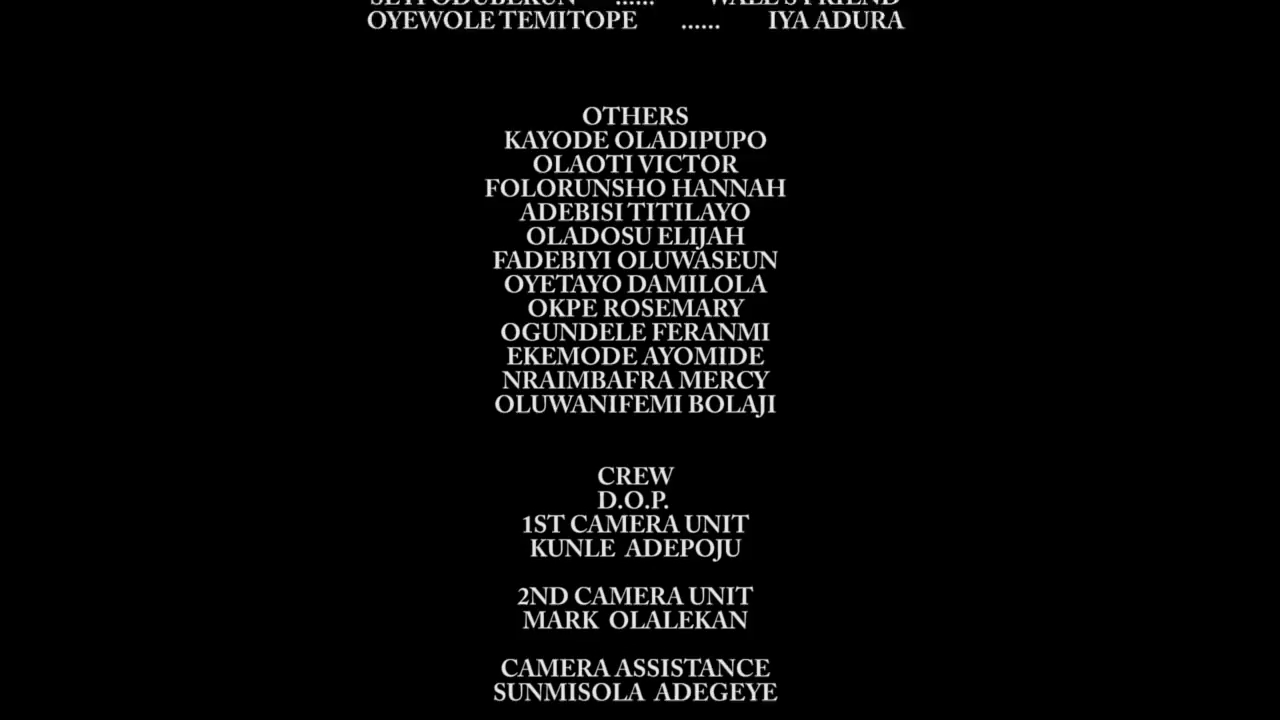 OYEWOLE TEMITOPE ...... IYA ADURA
OTHERS
KAYODE OLADIPUPO
OLAOTI VICTOR
FOLORUNSHO HANNAH
ADEBISI TITILAYO
OLADOSU ELIJAH
FADEBIYI OLUWASEUN
OYETAYO DAMILOLA
OKPE ROSEMARY
OGUNDELE FERANMI
EKEMODE AYOMIDE
NRAIMBAFRA MERCY
OLUWANIFEMI BOLAJI
CREW
D.O.P.
1ST CAMERA UNIT
KUNLE ADEPOJU
2ND CAMERA UNIT
MARK OLALEKAN
CAMERA ASSISTANCE
SUNMISOLA ADEGEYE